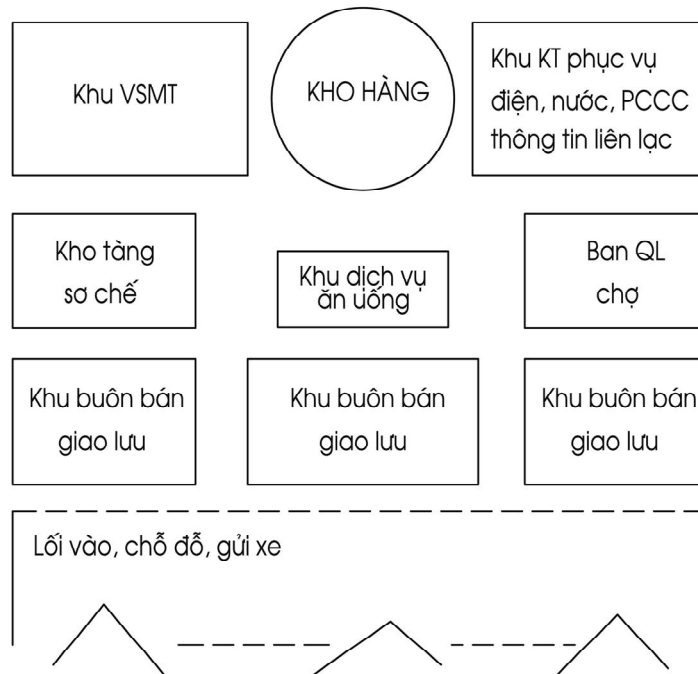 Khu VSMT
KHO HÀNG
Khu KT phục vụ
điện, nước, PCCC
thông tin liên lạc
Kho tàng
sơ chế
Khu dịch vụ
ăn uống
Ban QL
chợ
Khu buôn bán
giao lưu
Khu buôn bán
giao lưu
Khu buôn bán
giao lưu
Lối vào, chỗ đỗ, gửi xe